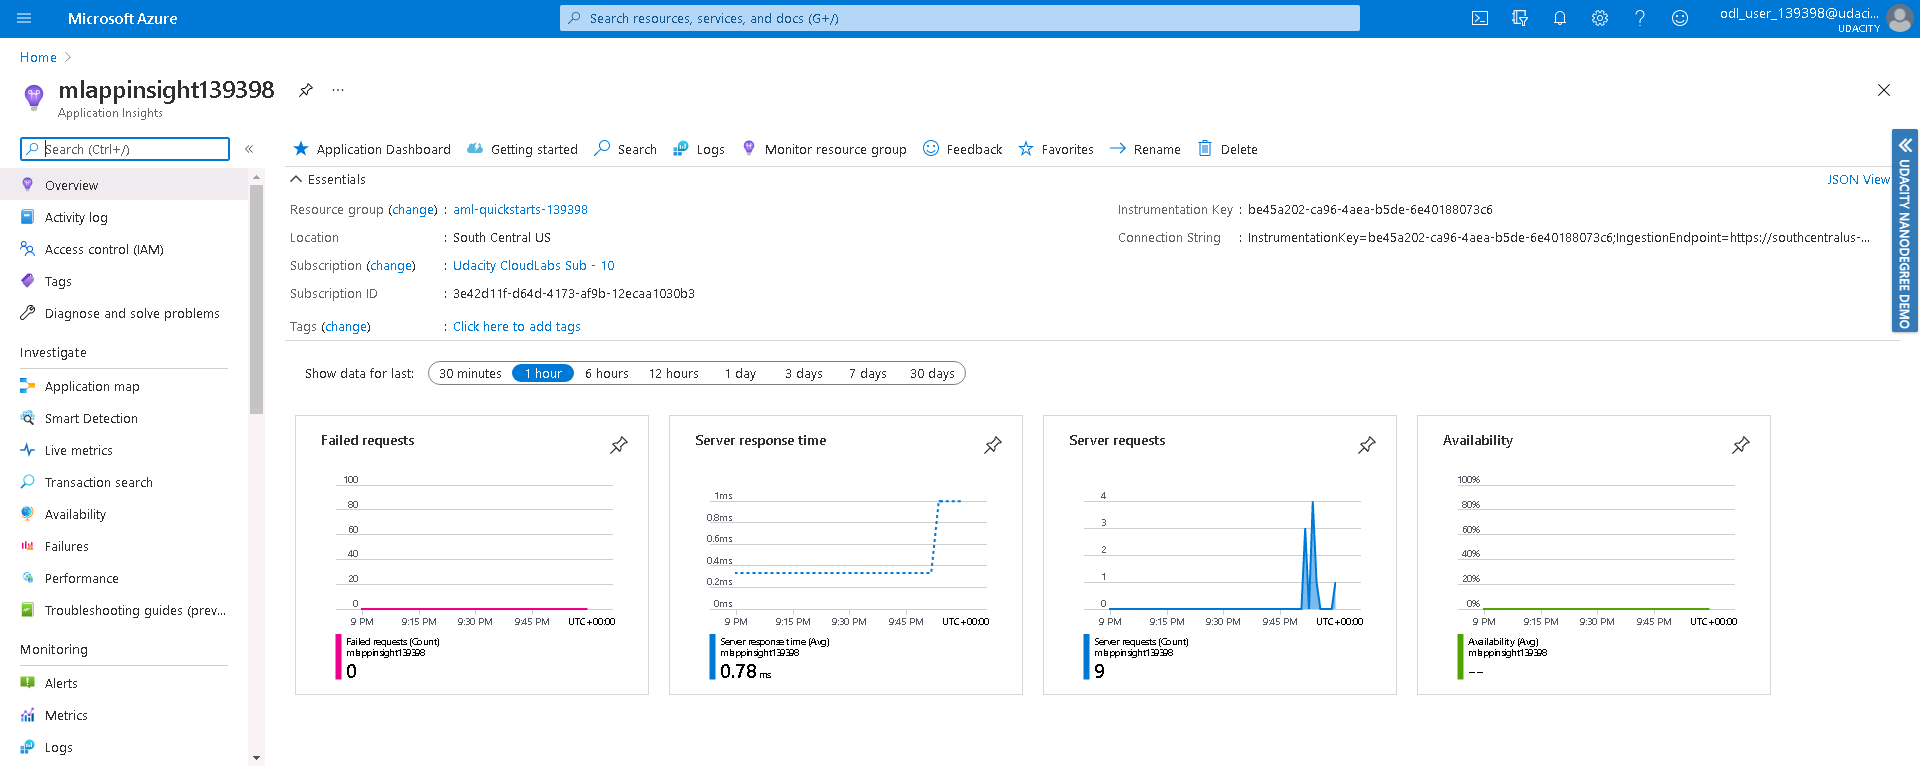 Microsoft Azure
Search resources, services, and docs (G+/)
odl_user_139398@udaci...
UDACITY
Home
mlappinsight139398
Application Insights
Search (Ctrl+/)
Overview
Activity log
Access control (IAM)
Tags
Diagnose and solve problems
Investigate
Application map
Smart Detection
Live metrics
Transaction search
Availability
Failures
Performance
Troubleshooting guides (prev...
Monitoring
Alerts
Metrics
Logs
Application Dashboard Getting started Search Logs Monitor resource group Feedback Favorites Rename Delete
Essentials
JSON View
Resource group (change) : aml-quickstarts-139398
Location : South Central US
Subscription (change) : Udacity CloudLabs Sub - 10
Subscription ID : 3e42d11f-d64d-4173-af9b-12ecaa1030b3
Tags (change) : Click here to add tags
Instrumentation Key : be45a202-ca96-4aea-b5de-6e40188073c6
Connection String : InstrumentationKey=be45a202-ca96-4aea-b5de-6e40188073c6;IngestionEndpoint=https://southcentralus-...
UDACITY NANODEGREE DEMO
Show data for last: 30 minutes 1 hour 6 hours 12 hours 1 day 3 days 7 days 30 days
Failed requests
100
80
60
40
20
0
9 PM 9:15 PM 9:30 PM 9:45 PM UTC+00:00
Failed requests (Count)
mlappinsight139398
0
Server response time
1ms
0.8ms
0.6ms
0.4ms
0.2ms
0ms
9 PM 9:15 PM 9:30 PM 9:45 PM UTC+00:00
Server response time (Avg)
mlappinsight139398
0.78 ms
Server requests
4
3
2
1
0
9 PM 9:15 PM 9:30 PM 9:45 PM UTC+00:00
Server requests (Count)
mlappinsight139398
9
Availability
100%
80%
60%
40%
20%
0%
9 PM 9:15 PM 9:30 PM 9:45 PM UTC+00:00
Availability (Avg)
mlappinsight139398
--